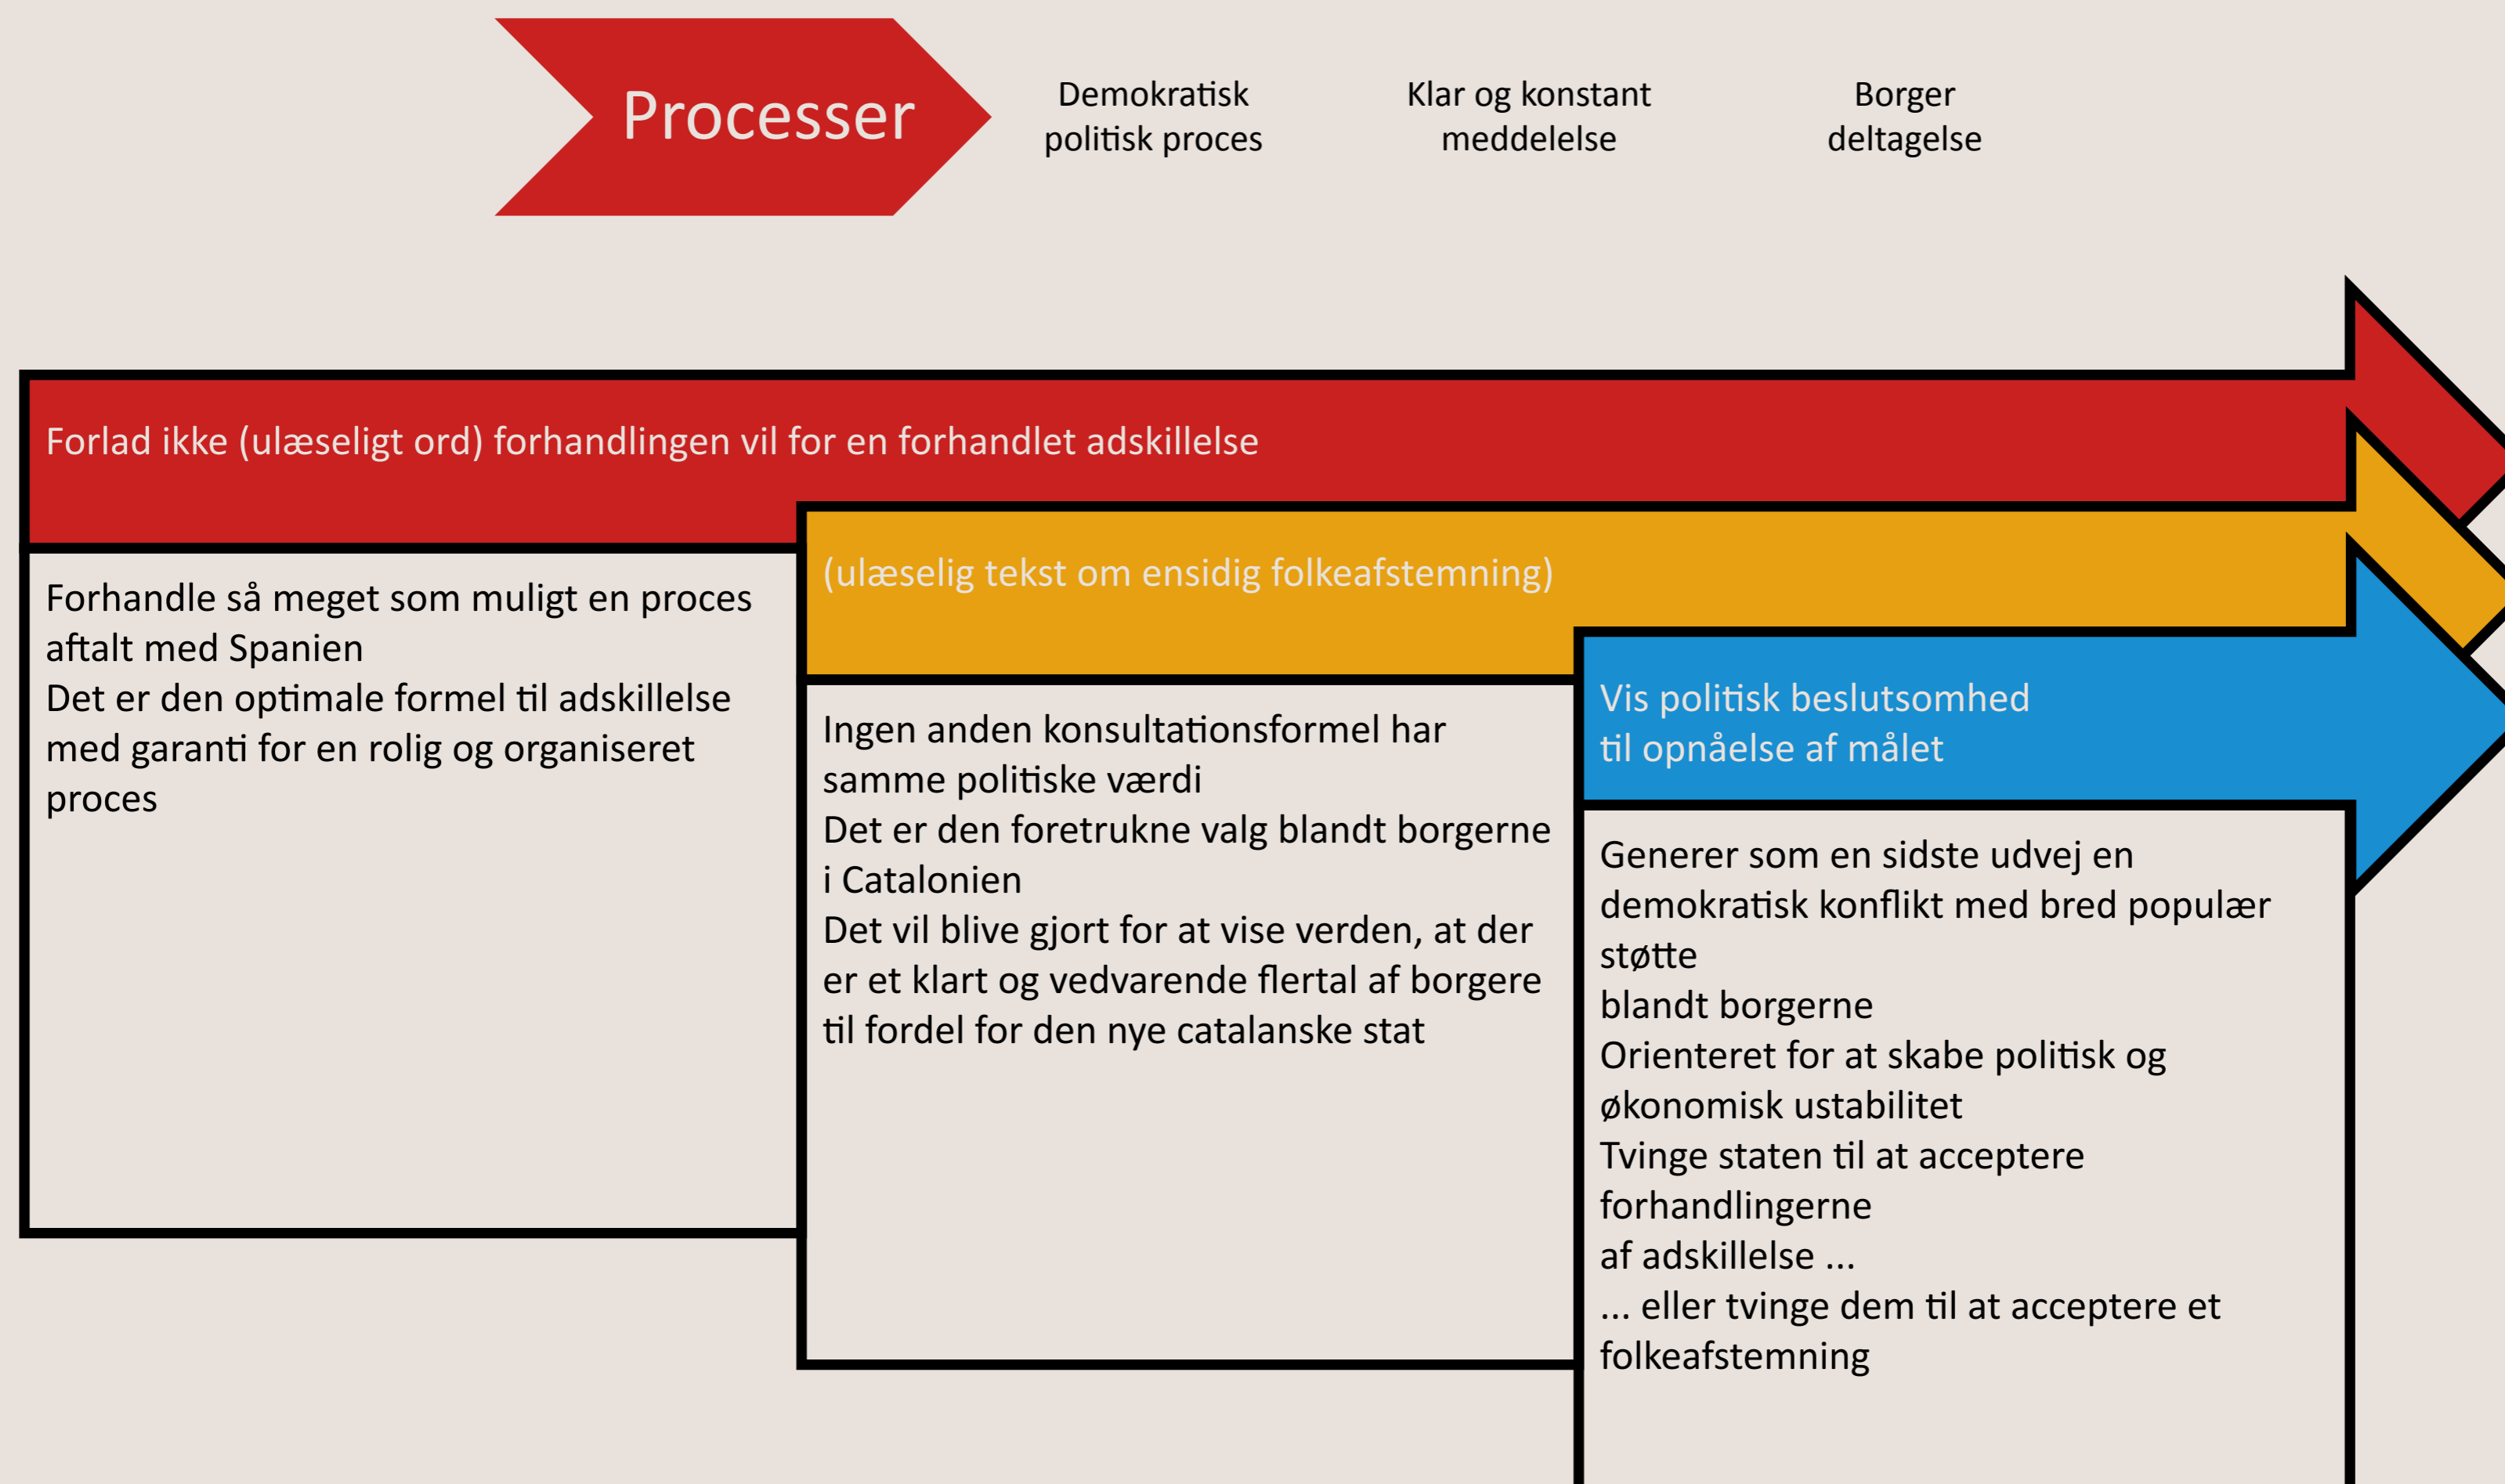 Processer
Demokratisk
politisk proces
Klar og konstant
meddelelse
Borger
deltagelse
Forlad ikke (ulæseligt ord) forhandlingen vil for en forhandlet adskillelse
Forhandle så meget som muligt en proces
aftalt med Spanien
Det er den optimale formel til adskillelse
med garanti for en rolig og organiseret
proces
(ulæselig tekst om ensidig folkeafstemning)
Ingen anden konsultationsformel har
samme politiske værdi
Det er den foretrukne valg blandt borgerne
i Catalonien
Det vil blive gjort for at vise verden, at der
er et klart og vedvarende flertal af borgere
til fordel for den nye catalanske stat
Vis politisk beslutsomhed
til opnåelse af målet
Generer som en sidste udvej en
demokratisk konflikt med bred populær
støtte
blandt borgerne
Orienteret for at skabe politisk og
økonomisk ustabilitet
Tvinge staten til at acceptere
forhandlingerne
af adskillelse ...
... eller tvinge dem til at acceptere et
folkeafstemning